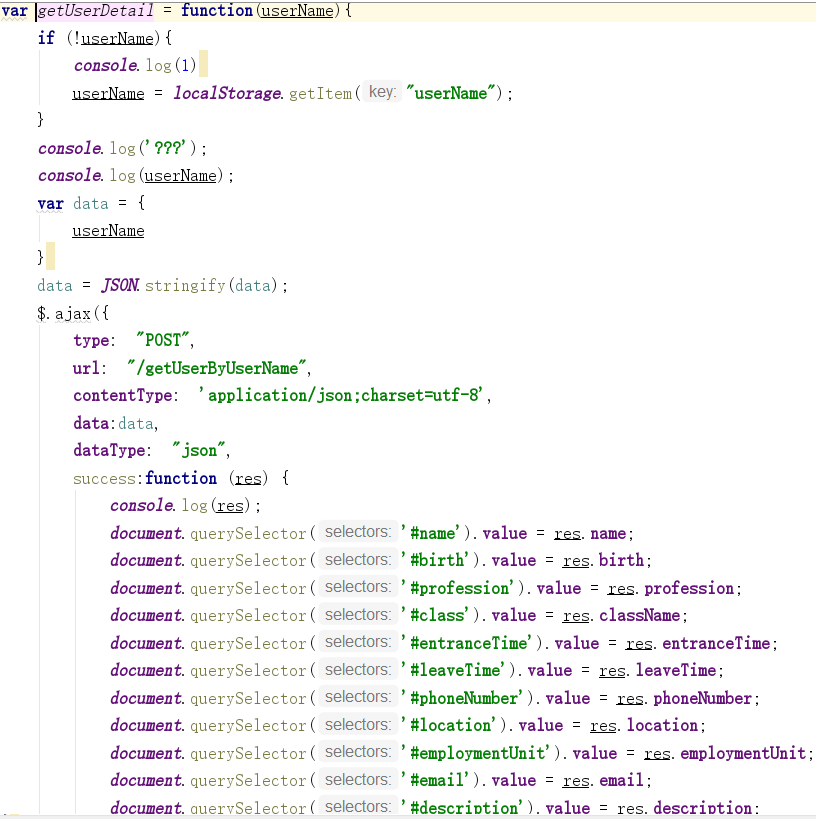 var getUserDetail = function(userName){
if (!userName){
console.log(1)
userName = localStorage.getItem( key: "userName");
}
console.log('???');
console.log(userName);
var data = {
userName
}
data = JSON.stringify(data);
$.ajax({
type: "POST",
url: "/getUserByUserName",
contentType: 'application/json;charset=utf-8',
data:data,
dataType: "json",
success:function (res) {
console.log(res);
document.querySelector( selectors: '#name').value = res.name;
document.querySelector( selectors: '#birth').value = res.birth;
document.querySelector( selectors: '#profession').value = res.profession;
document.querySelector( selectors: '#class').value = res.className;
document.querySelector( selectors: '#entranceTime').value = res.entranceTime;
document.querySelector( selectors: '#leaveTime').value = res.leaveTime;
document.querySelector( selectors: '#phoneNumber').value = res.phoneNumber;
document.querySelector( selectors: '#location').value = res.location;
document.querySelector( selectors: '#employmentUnit').value = res.employmentUnit;
document.querySelector( selectors: '#email').value = res.email;
document.querySelector( selectors: '#description').value = res.description;